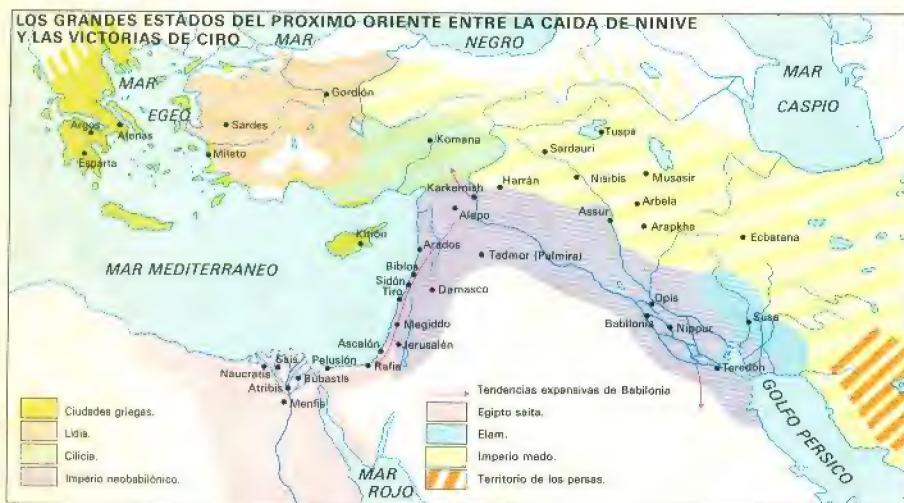 LOS GRANDES ESTADOS DEL PROXIMO ORIENTE ENTRE LA CAIDA DE NINIVE
Y LAS VICTORIAS DE CIRO
MAR
NEGRO
MAR
EGEO
MAR
CASPIO
Gordión
Sardes
Argos
Atenas
Esparta
Mileto
Komana
Tuspa
Sardauri
Nisibis
Musasir
Harrán
Karkemish
Alepo
Arbela
Assur
Arapkha
Ecbatana
Kition
Arados
Tadmor (Palmira)
MAR MEDITERRANEO
Biblos
Sidón
Tiro
Damasco
Opis
Babilonia
Nippur
Susa
Megiddo
Ascalón
Jerusalén
Sais
Pelusión
Rafia
Teredón
Naucratis
Bubastis
Atribis
Menfis
GOLFO PERSICO
MAR
ROJO
Ciudades griegas.
Lidia.
Cilicia.
Imperio neobabilónico.
Tendencias expansivas de Babilonia
Egipto saita.
Elam.
Imperio medo.
Territorio de los persas.